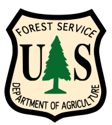 FOREST SERVICE
U S
DEPARTMENT OF AGRICULTURE